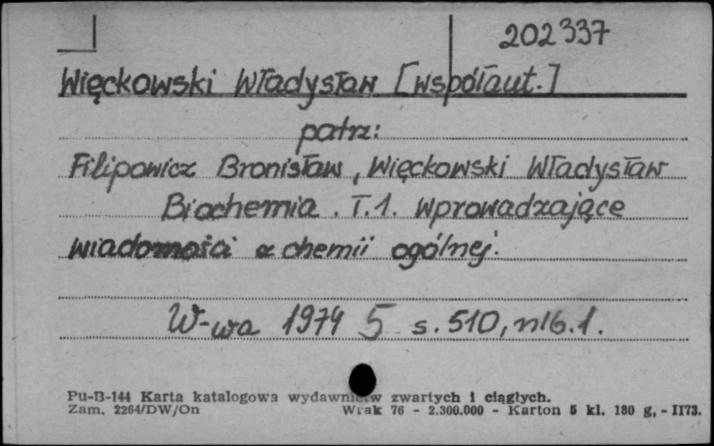 202337
Więckowski Władysław [współaut.]
patrz:
Filipowicz Bronisław, Więckowski Władysław
Biochemia. T.1. Wprowadzające
wiadomości z chemii ogólnej.
W-wa 1974 5 s. 510, nlb. 1.
Pu-B-144 Karta katalogowa wydawnictw zwartych i ciągłych.
Zam. 2264/DW/On Wrak 76 - 2.300.000 - Karton 5 kl. 180 g, - II73.